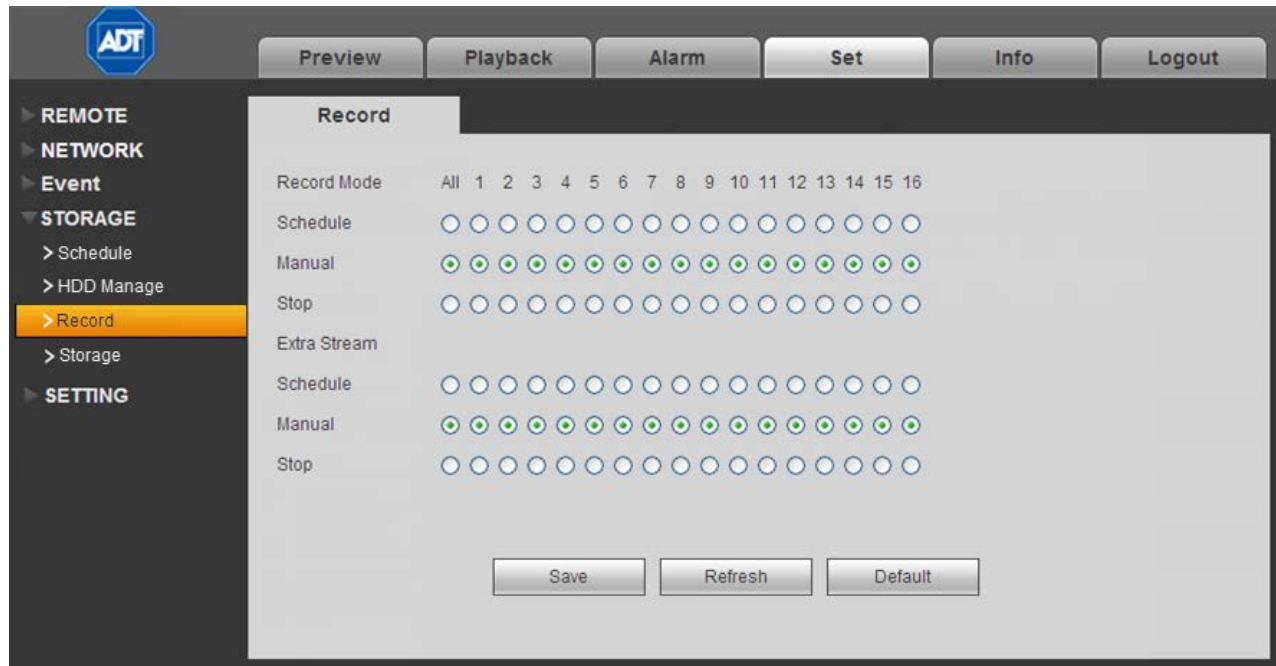 ADT
Preview Playback Alarm Set Info Logout
REMOTE
NETWORK
Event
STORAGE
Schedule
HDD Manage
Record
Storage
SETTING
Record
Record Mode All 1 2 3 4 5 6 7 8 9 10 11 12 13 14 15 16
Schedule
Manual
Stop
Extra Stream
Schedule
Manual
Stop
Save Refresh Default